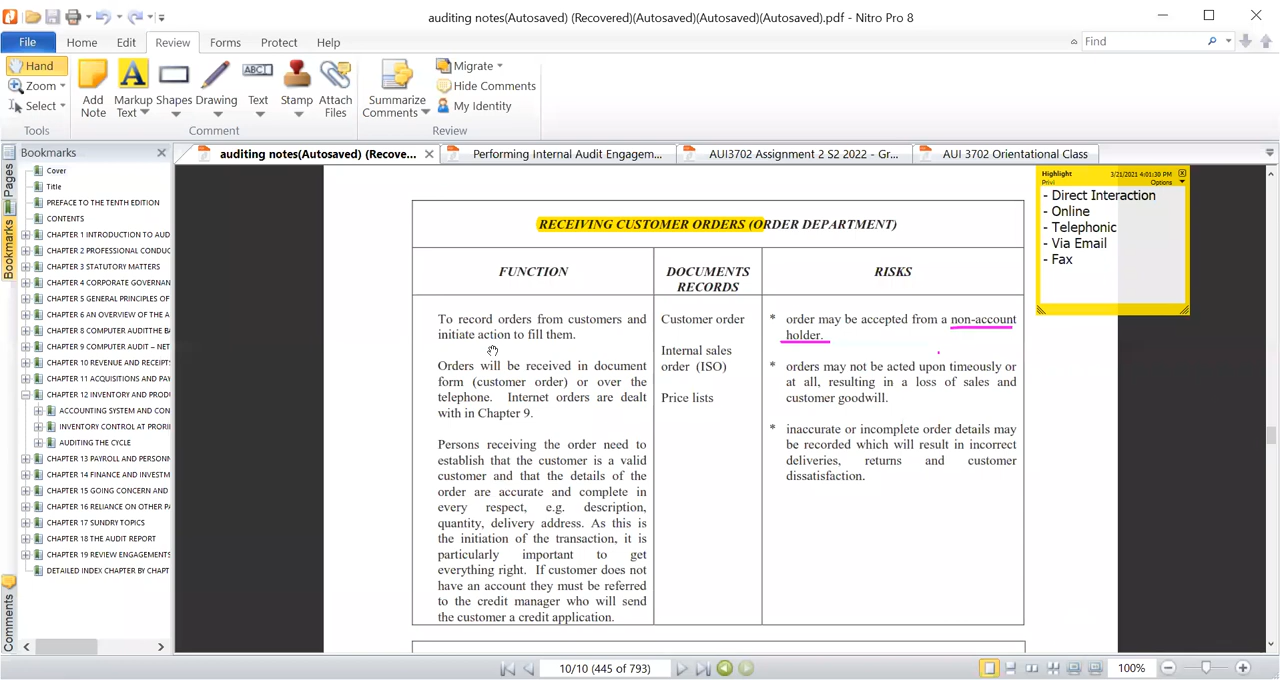 auditing notes(Autosaved) (Recovered)(Autosaved)(Autosaved)(Autosaved).pdf - Nitro Pro 8
File Home Edit Review Forms Protect Help
Find
Hand
Zoom
Select
Tools
Add Note
Markup Text
Shapes
Drawing
Text
Stamp
Attach Files
Comment
Summarize Comments
Migrate
Hide Comments
My Identity
Review
Pages
Bookmarks
Comments
Bookmarks
auditing notes(Autosaved) (Recove...
Performing Internal Audit Engagem...
AUI3702 Assignment 2 S2 2022 - Gr...
AUI 3702 Orientational Class
Cover
Title
PREFACE TO THE TENTH EDITION
CONTENTS
CHAPTER 1 INTRODUCTION TO AUD
CHAPTER 2 PROFESSIONAL CONDUC
CHAPTER 3 STATUTORY MATTERS
CHAPTER 4 CORPORATE GOVERNAN
CHAPTER 5 GENERAL PRINCIPLES OF
CHAPTER 6 AN OVERVIEW OF THE A
CHAPTER 8 COMPUTER AUDITTHE BA
CHAPTER 9 COMPUTER AUDIT – NET
CHAPTER 10 REVENUE AND RECEIPT
CHAPTER 11 ACQUISITIONS AND PAY
CHAPTER 12 INVENTORY AND PROD
ACCOUNTING SYSTEM AND CON
INVENTORY CONTROL AT PRORI
AUDITING THE CYCLE
CHAPTER 13 PAYROLL AND PERSONN
CHAPTER 14 FINANCE AND INVESTM
CHAPTER 15 GOING CONCERN AND
CHAPTER 16 RELIANCE ON OTHER PA
CHAPTER 17 SUNDRY TOPICS
CHAPTER 18 THE AUDIT REPORT
CHAPTER 19 REVIEW ENGAGEMENTS
DETAILED INDEX CHAPTER BY CHAPT
RECEIVING CUSTOMER ORDERS (ORDER DEPARTMENT)
FUNCTION
To record orders from customers and
initiate action to fill them.
Orders will be received in document
form (customer order) or over the
telephone. Internet orders are dealt
with in Chapter 9.
Persons receiving the order need to
establish that the customer is a valid
customer and that the details of the
order are accurate and complete in
every respect, e.g. description,
quantity, delivery address. As this is
the initiation of the transaction, it is
particularly important to get
everything right. If customer does not
have an account they must be referred
to the credit manager who will send
the customer a credit application.
DOCUMENTS
RECORDS
Customer order
Internal sales
order (ISO)
Price lists
RISKS
* order may be accepted from a non-account
holder.
* orders may not be acted upon timeously or
at all, resulting in a loss of sales and
customer goodwill.
* inaccurate or incomplete order details may
be recorded which will result in incorrect
deliveries, returns and customer
dissatisfaction.
Highlight 3/21/2021 4:01:30 PM
Privi Options
- Direct Interaction
- Online
- Telephonic
- Via Email
- Fax
10/10 (445 of 793)
100%